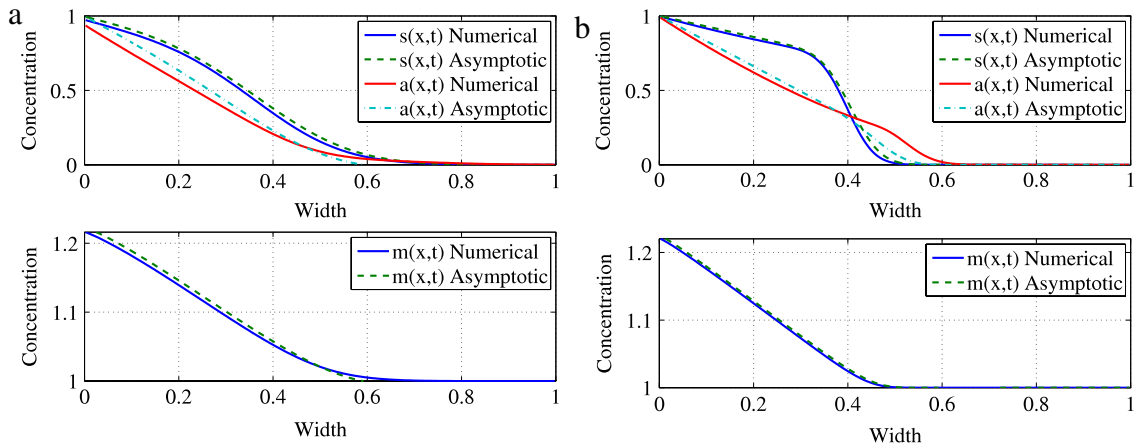 a
1
0.5
0
Concentration
s(x,t) Numerical
s(x,t) Asymptotic
a(x,t) Numerical
a(x,t) Asymptotic
0 0.2 0.4 0.6 0.8 1
Width
1.2
1.11
1
Concentration
m(x,t) Numerical
m(x,t) Asymptotic
0 0.2 0.4 0.6 0.8 1
Width
b
1
0.5
0
Concentration
s(x,t) Numerical
s(x,t) Asymptotic
a(x,t) Numerical
a(x,t) Asymptotic
0 0.2 0.4 0.6 0.8 1
Width
1.2
1.1
1
Concentration
m(x,t) Numerical
m(x,t) Asymptotic
0 0.2 0.4 0.6 0.8 1
Width